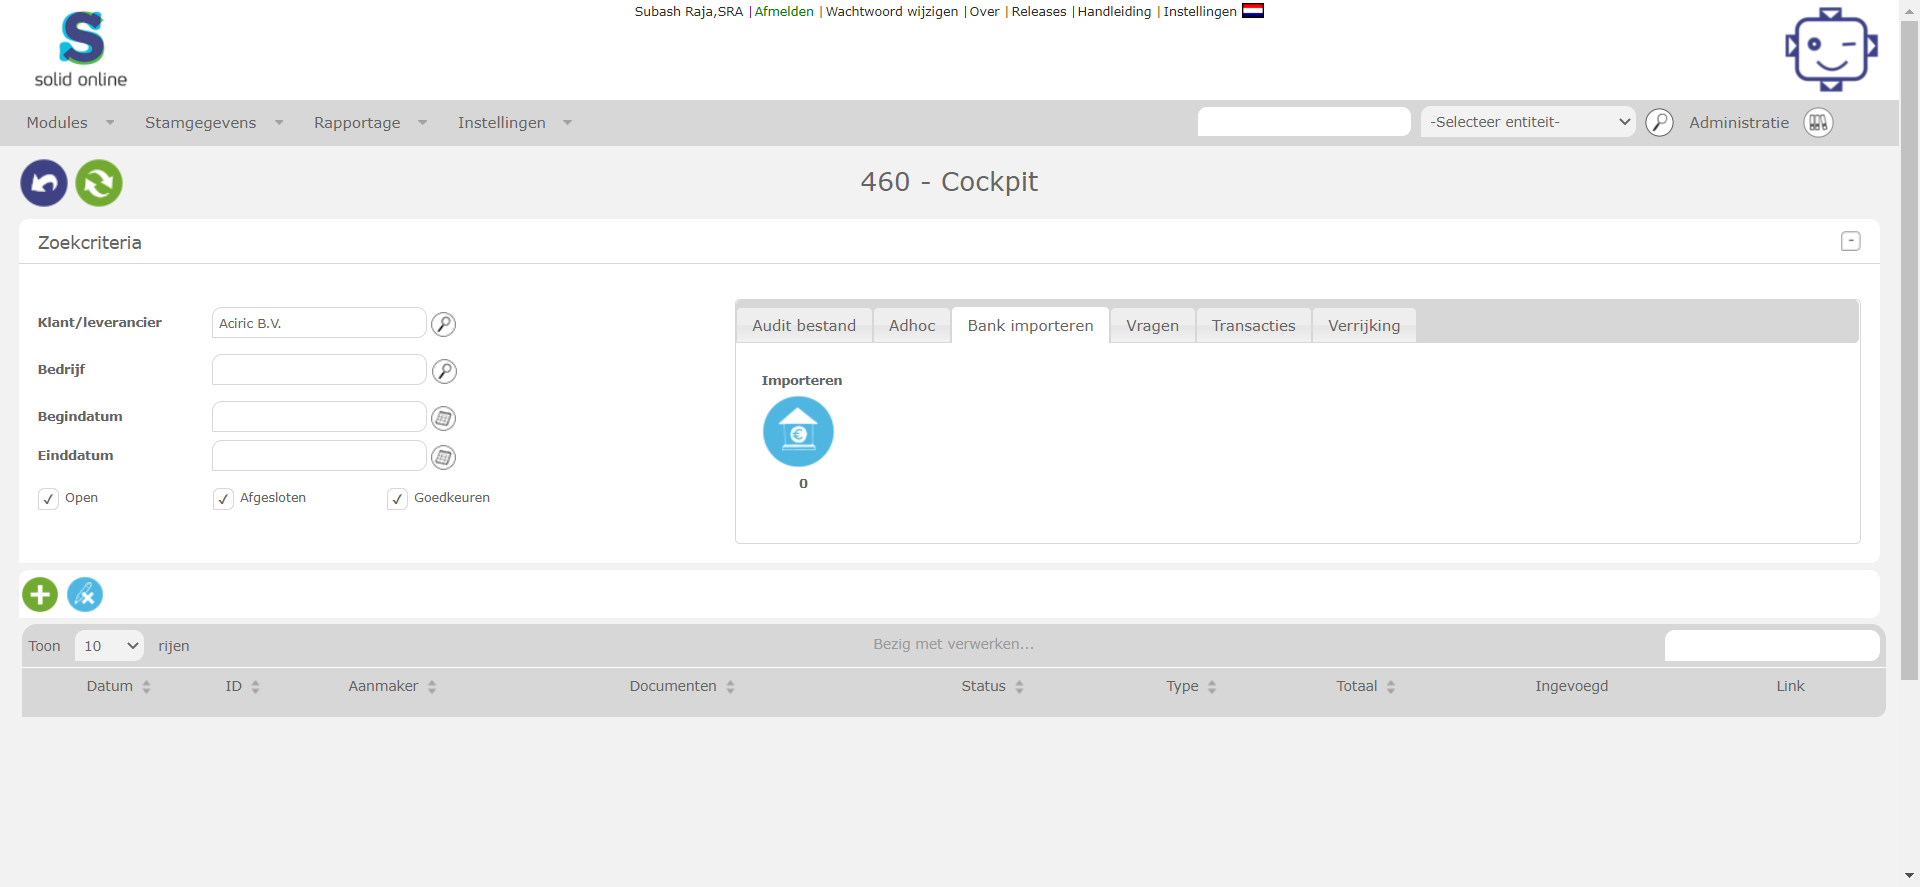 Subash Raja,SRA |Afmelden |Wachtwoord wijzigen |Over |Releases |Handleiding |Instellingen
solid online
Modules Stamgegevens Rapportage Instellingen -Selecteer entiteit- Administratie
460 - Cockpit
Zoekcriteria -
Klant/leverancier Aciric B.V.
Bedrijf
Begindatum
Einddatum
Open Afgesloten Goedkeuren
Audit bestand Adhoc Bank importeren Vragen Transacties Verrijking
Importeren
€
0
Toon 10 rijen Bezig met verwerken...
Datum ID Aanmaker Documenten Status Type Totaal Ingevoegd Link